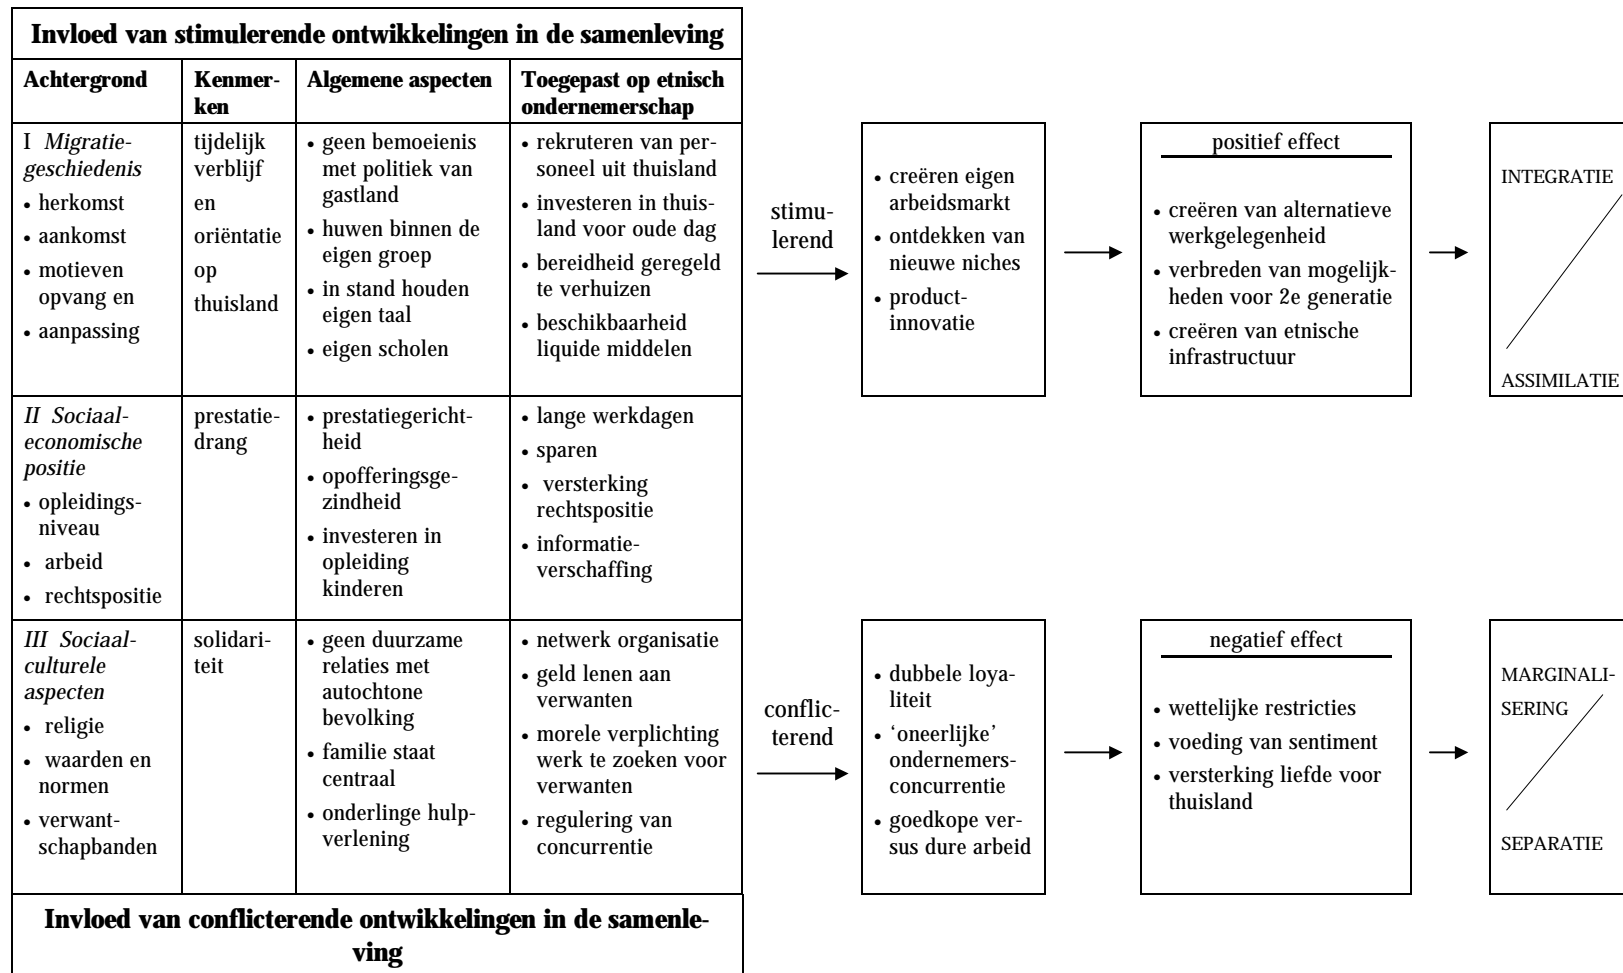 Invloed van stimulerende ontwikkelingen in de samenleving
Achtergrond
Kenmer-
ken
Algemene aspecten
Toegepast op etnisch
ondernemerschap
I Migratie-
geschiedenis
• herkomst
• aankomst
• motieven
opvang en
• aanpassing
tijdelijk
verblijf
en
oriëntatie
op
thuisland
• geen bemoeienis
met politiek van
gastland
• huwen binnen de
eigen groep
• in stand houden
eigen taal
• eigen scholen
• rekruteren van per-
soneel uit thuisland
• investeren in thuis-
land voor oude dag
• bereidheid geregeld
te verhuizen
• beschikbaarheid
liquide middelen
II Sociaal-
economische
positie
• opleidings-
niveau
• arbeid
• rechtspositie
prestatie-
drang
• prestatiegericht-
heid
• opofferingsge-
zindheid
• investeren in
opleiding
kinderen
• lange werkdagen
• sparen
• versterking
rechtspositie
• informatie-
verschaffing
III Sociaal-
culturele
aspecten
• religie
• waarden en
normen
• verwant-
schapbanden
solidari-
teit
• geen duurzame
relaties met
autochtone
bevolking
• familie staat
centraal
• onderlinge hulp-
verlening
• netwerk organisatie
• geld lenen aan
verwanten
• morele verplichting
werk te zoeken voor
verwanten
• regulering van
concurrentie
Invloed van conflicterende ontwikkelingen in de samenle-
ving
stimu-
lerend
• creëren eigen
arbeidsmarkt
• ontdekken van
nieuwe niches
• product-
innovatie
positief effect
• creëren van alternatieve
werkgelegenheid
• verbreden van mogelijk-
heden voor 2e generatie
• creëren van etnische
infrastructuur
INTEGRATIE
ASSIMILATIE
conflic-
terend
• dubbele loya-
liteit
• ‘oneerlijke’
ondernemers-
concurrentie
• goedkope ver-
sus dure arbeid
negatief effect
• wettelijke restricties
• voeding van sentiment
• versterking liefde voor
thuisland
MARGINALI-
SERING
SEPARATIE